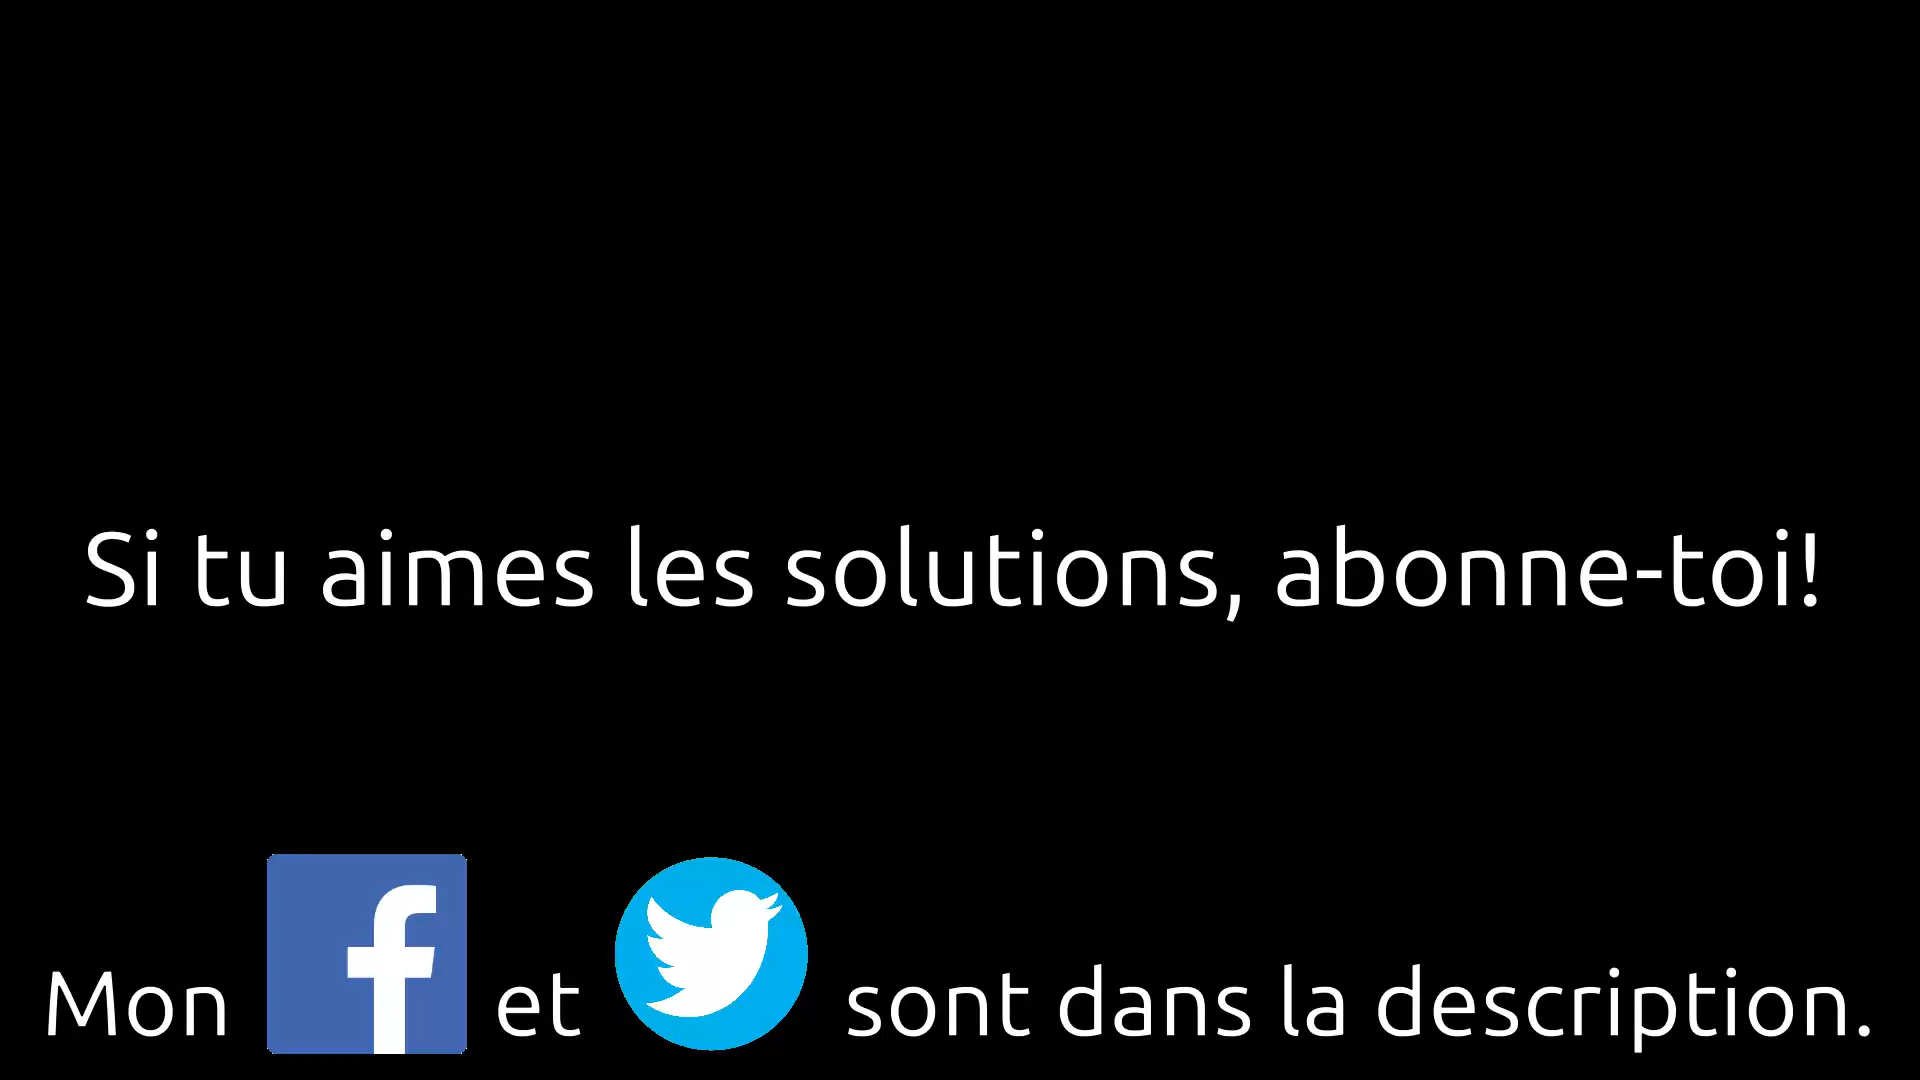 Si tu aimes les solutions, abonne-toi!
Mon f et sont dans la description.